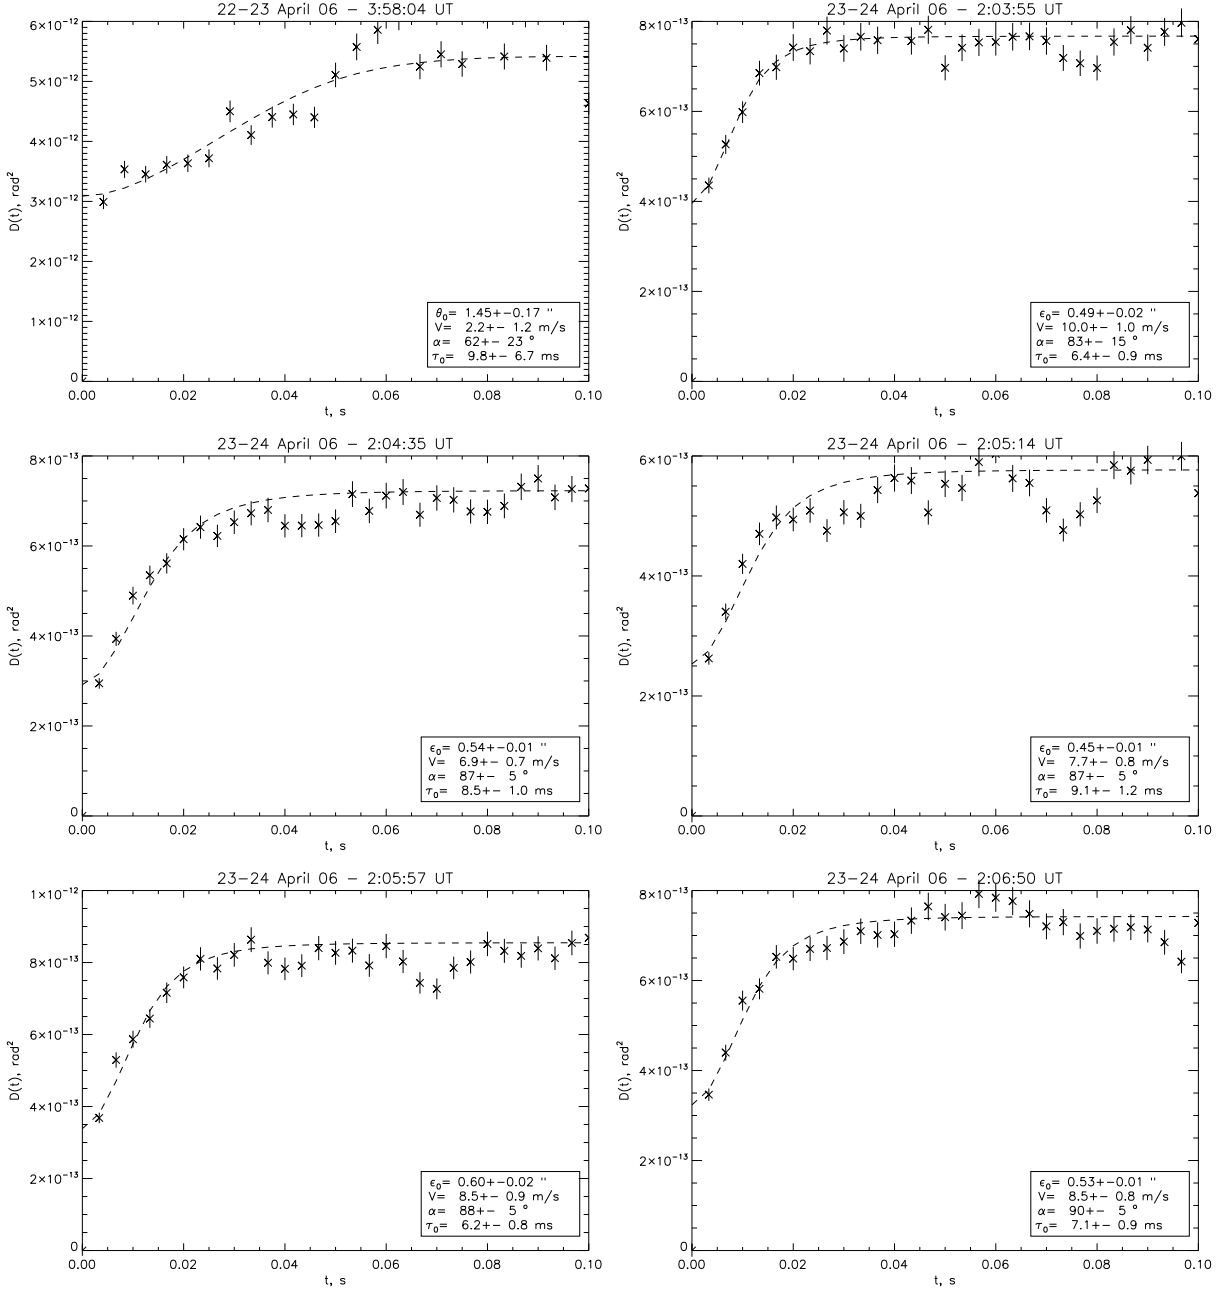 22-23 April 06 - 3:58:04 UT
6×10⁻¹²
5×10⁻¹²
4×10⁻¹²
3×10⁻¹²
2×10⁻¹²
1×10⁻¹²
0
D(t), rad²
θ₀= 1.45+-0.17 "
V= 2.2+- 1.2 m/s
α= 62+- 23 °
τ₀= 9.8+- 6.7 ms
0.00 0.02 0.04 0.06 0.08 0.10
t, s
23-24 April 06 - 2:03:55 UT
8×10⁻¹³
6×10⁻¹³
4×10⁻¹³
2×10⁻¹³
0
D(t), rad²
ϵ₀= 0.49+-0.02 "
V= 10.0+- 1.0 m/s
α= 83+- 15 °
τ₀= 6.4+- 0.9 ms
0.00 0.02 0.04 0.06 0.08 0.10
t, s
23-24 April 06 - 2:04:35 UT
8×10⁻¹³
6×10⁻¹³
4×10⁻¹³
2×10⁻¹³
0
D(t), rad²
ϵ₀= 0.54+-0.01 "
V= 6.9+- 0.7 m/s
α= 87+- 5 °
τ₀= 8.5+- 1.0 ms
0.00 0.02 0.04 0.06 0.08 0.10
t, s
23-24 April 06 - 2:05:14 UT
6×10⁻¹³
4×10⁻¹³
2×10⁻¹³
0
D(t), rad²
ϵ₀= 0.45+-0.01 "
V= 7.7+- 0.8 m/s
α= 87+- 5 °
τ₀= 9.1+- 1.2 ms
0.00 0.02 0.04 0.06 0.08 0.10
t, s
23-24 April 06 - 2:05:57 UT
1×10⁻¹²
8×10⁻¹³
6×10⁻¹³
4×10⁻¹³
2×10⁻¹³
0
D(t), rad²
ϵ₀= 0.60+-0.02 "
V= 8.5+- 0.9 m/s
α= 88+- 5 °
τ₀= 6.2+- 0.8 ms
0.00 0.02 0.04 0.06 0.08 0.10
t, s
23-24 April 06 - 2:06:50 UT
8×10⁻¹³
6×10⁻¹³
4×10⁻¹³
2×10⁻¹³
0
D(t), rad²
ϵ₀= 0.53+-0.01 "
V= 8.5+- 0.8 m/s
α= 90+- 5 °
τ₀= 7.1+- 0.9 ms
0.00 0.02 0.04 0.06 0.08 0.10
t, s